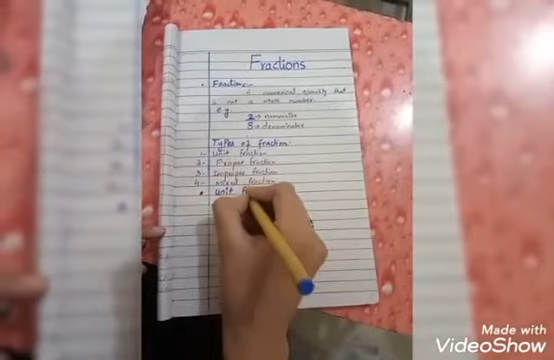 Fractions
• Fraction:-
A numerical quantity that
is not a whole number.
e.g.
2 → numerator
3 → denominator
Types of fraction:
1- Unit fraction
2- Proper fraction
3- Improper fraction
4- Mixed fraction
• Unit
Made with
VideoShow